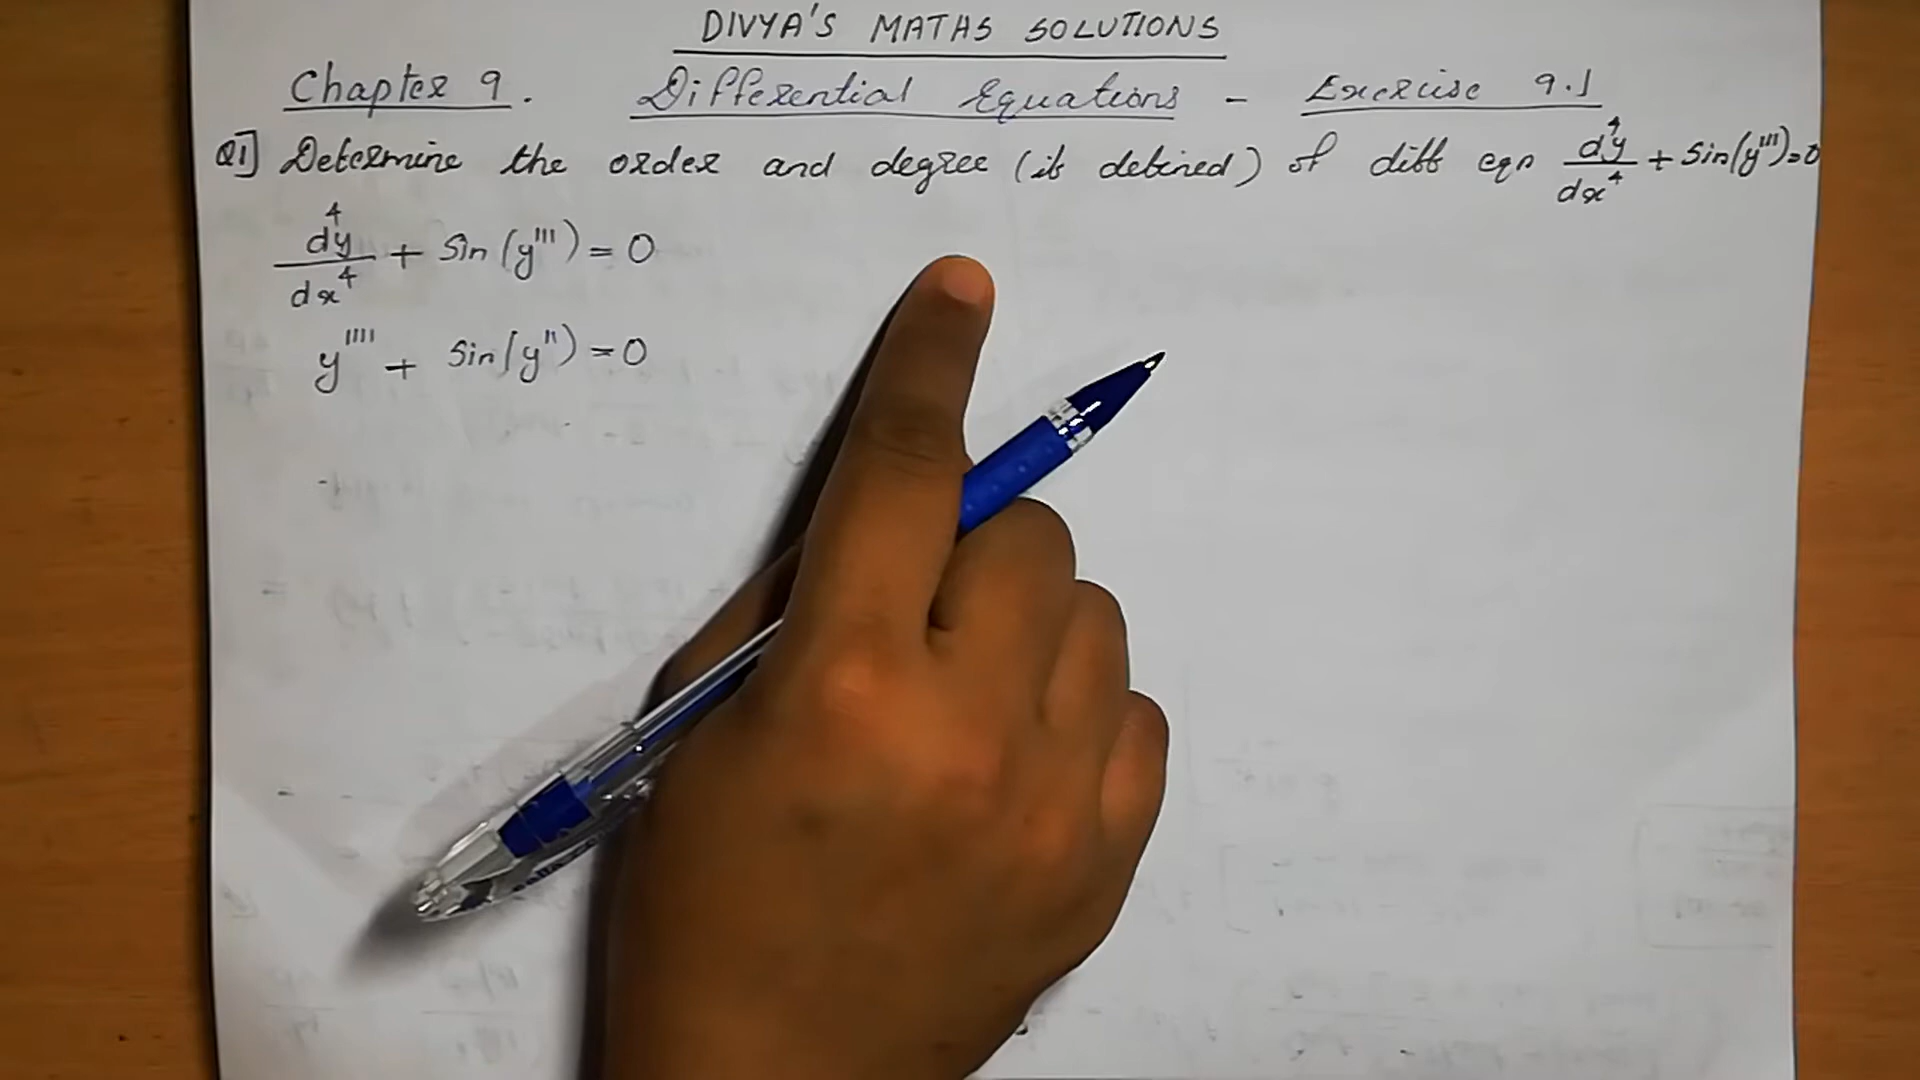 DIVYA'S MATHS SOLUTIONS
Chapter 9. Differential Equations - Exercise 9.1
Q1] Determine the order and degree (if defined) of diff eqn d⁴y/dx⁴ + Sin(y''')=0
d⁴y/dx⁴ + Sin(y''')=0
y'''' + Sin(y'')=0